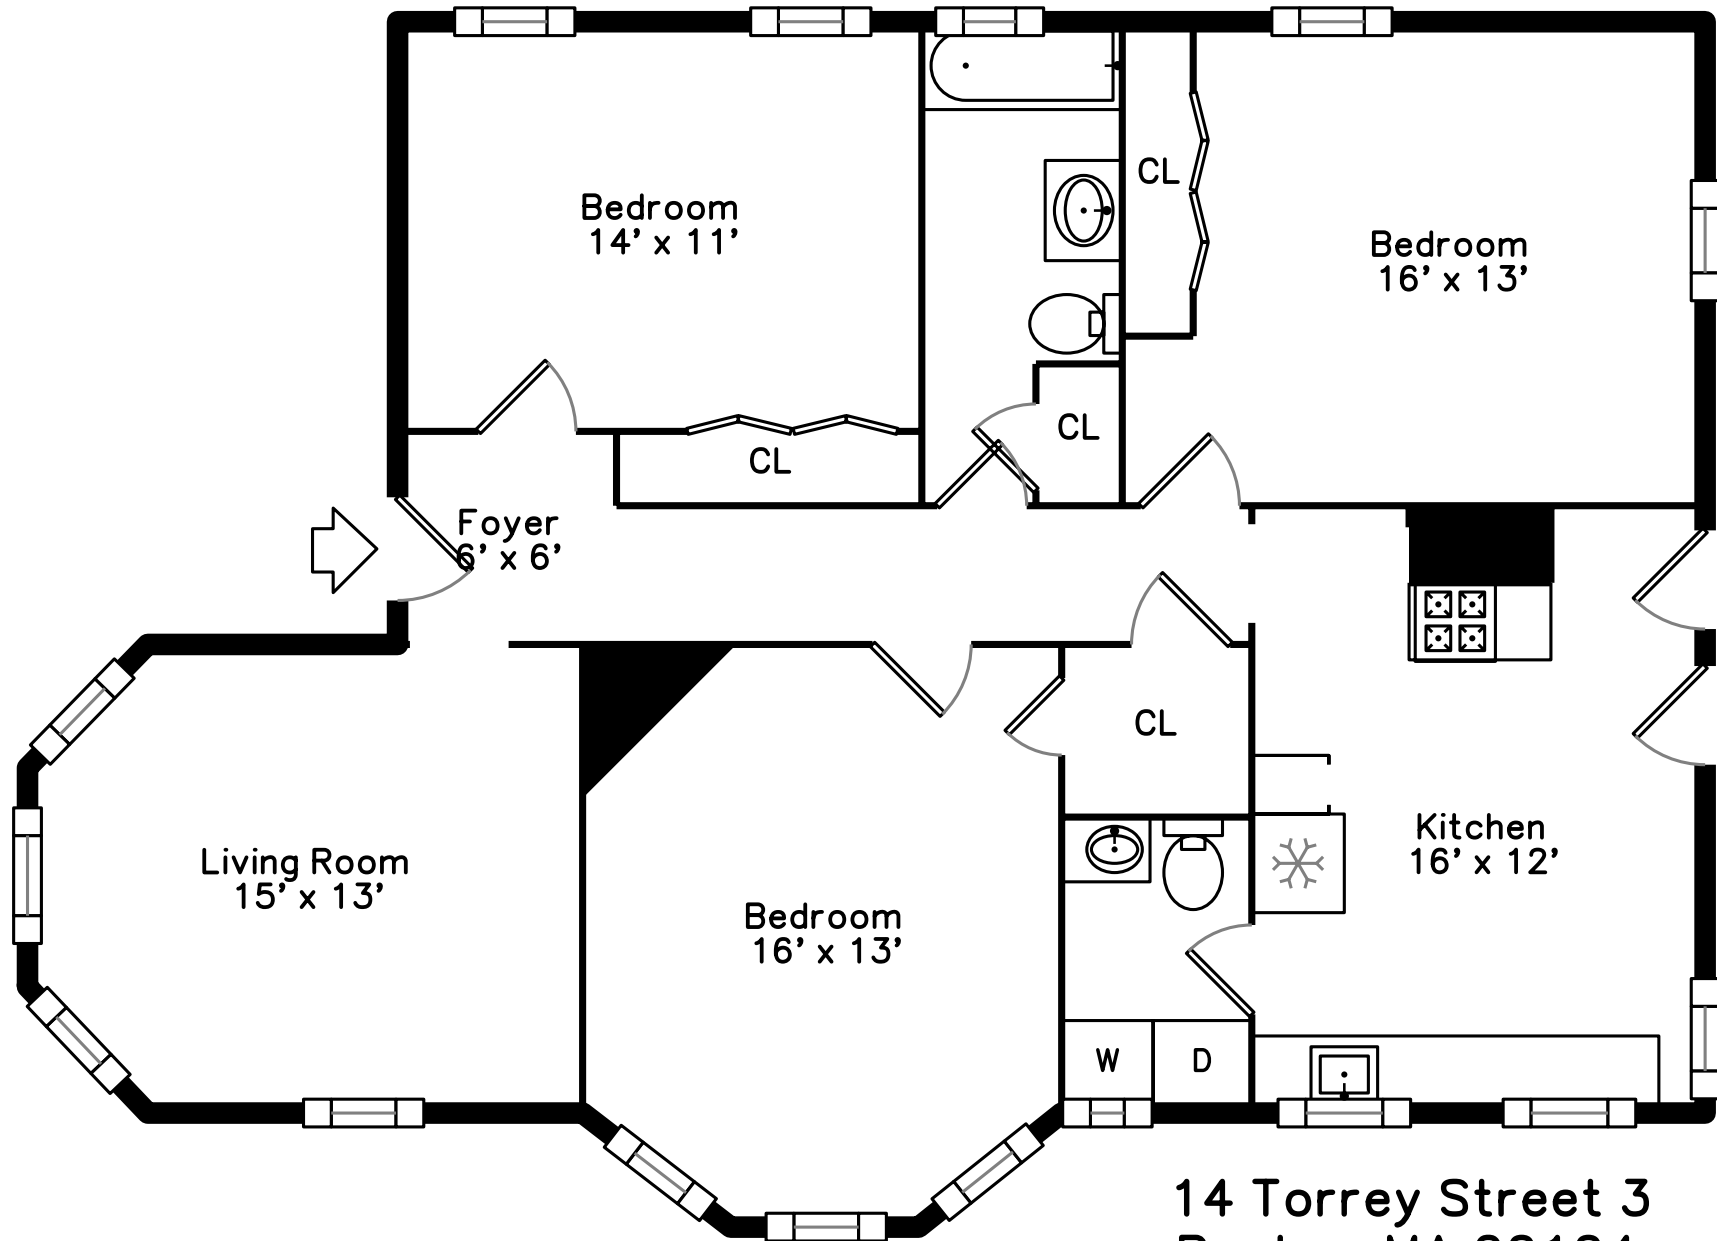 Bedroom
14' x 11'
CL
Bedroom
16' x 13'
CL
CL
Foyer
6' x 6'
CL
Living Room
15' x 13'
Bedroom
16' x 13'
Kitchen
16' x 12'
W
D
14 Torrey Street 3